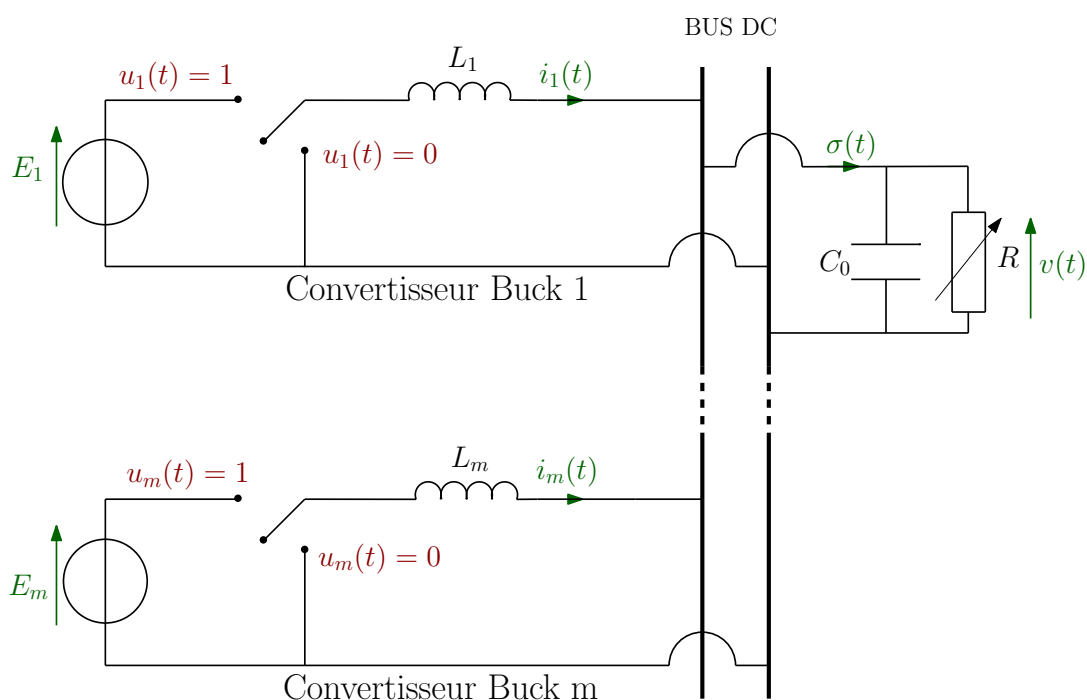 BUS DC
u₁(t) = 1
L₁
i₁(t)
E₁
u₁(t) = 0
σ(t)
C₀
R
v(t)
Convertisseur Buck 1
uₘ(t) = 1
Lₘ
iₘ(t)
Eₘ
uₘ(t) = 0
Convertisseur Buck m